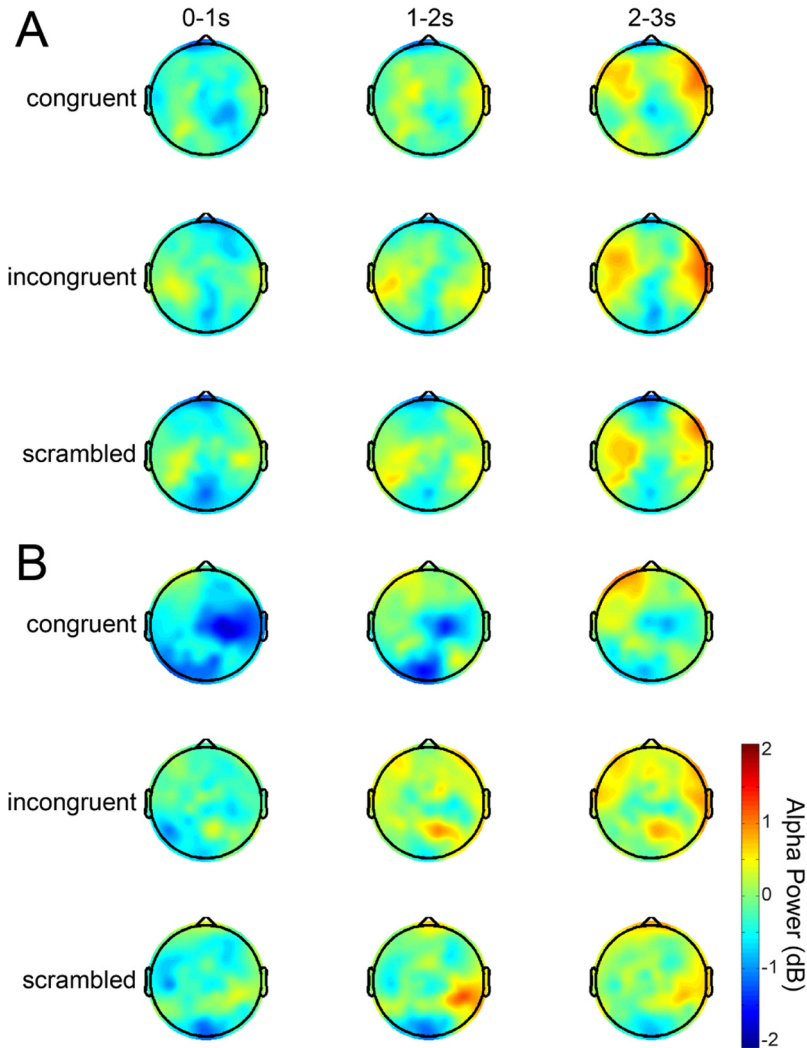 A
0-1s 1-2s 2-3s
congruent
incongruent
scrambled
B
congruent
incongruent
scrambled
2
1
0
-1
-2
Alpha Power (dB)